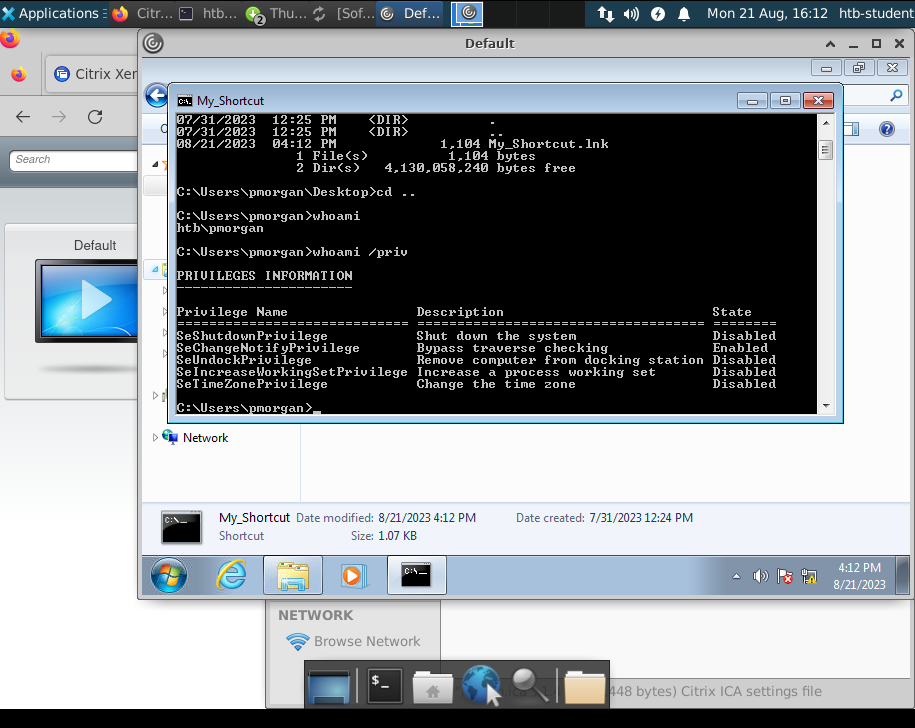 Applications
Citr...
htb...
2
Thu...
[Sof...
Def...
Mon 21 Aug, 16:12
htb-student
Default
Citrix Xer
Search
Default
My_Shortcut
07/31/2023  12:25 PM    <DIR>          .
07/31/2023  12:25 PM    <DIR>          ..
08/21/2023  04:12 PM             1,104 My_Shortcut.lnk
1 File(s)          1,104 bytes
2 Dir(s)   4,130,058,240 bytes free
C:\Users\pmorgan\Desktop>cd ..
C:\Users\pmorgan>whoami
htb\pmorgan
C:\Users\pmorgan>whoami /priv
PRIVILEGES INFORMATION
----------------------
Privilege Name                Description                          State
============================= ==================================== ========
SeShutdownPrivilege           Shut down the system                 Disabled
SeChangeNotifyPrivilege       Bypass traverse checking             Enabled
SeUndockPrivilege             Remove computer from docking station Disabled
SeIncreaseWorkingSetPrivilege Increase a process working set       Disabled
SeTimeZonePrivilege           Change the time zone                 Disabled
C:\Users\pmorgan>_
Network
My_Shortcut Date modified: 8/21/2023 4:12 PM Date created: 7/31/2023 12:24 PM
Shortcut Size: 1.07 KB
4:12 PM
8/21/2023
NETWORK
Browse Network
448 bytes) Citrix ICA settings file